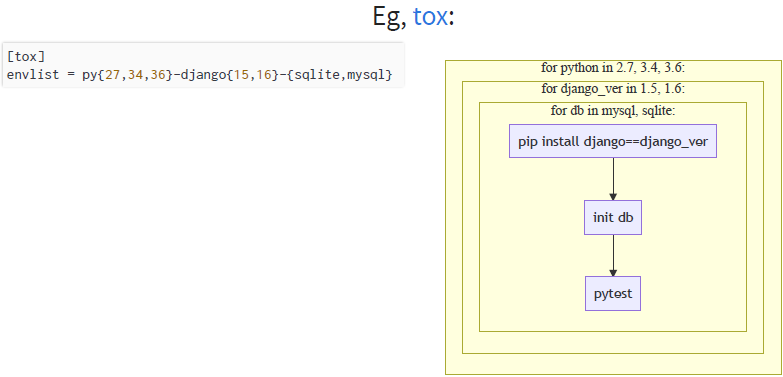 Eg, tox:
[tox]
envlist = py{27,34,36}-django{15,16}-{sqlite,mysql}
for python in 2.7, 3.4, 3.6:
for django_ver in 1.5, 1.6:
for db in mysql, sqlite:
pip install django==django_ver
init db
pytest